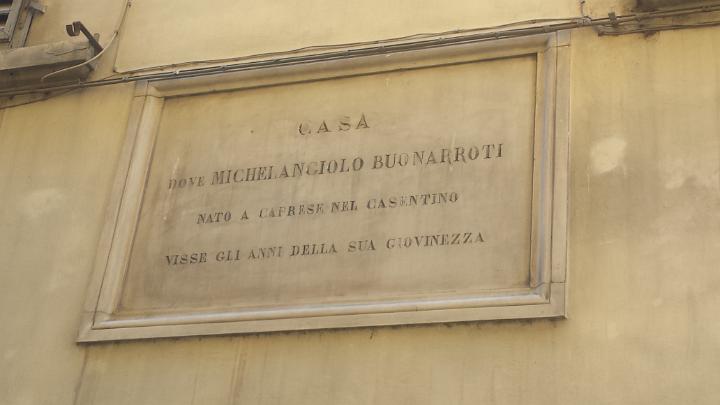 CASA
DOVE MICHELANGIOLO BUONARROTI
NATO A CAPRESE NEL CASENTINO
VISSE GLI ANNI DELLA SUA GIOVINEZZA